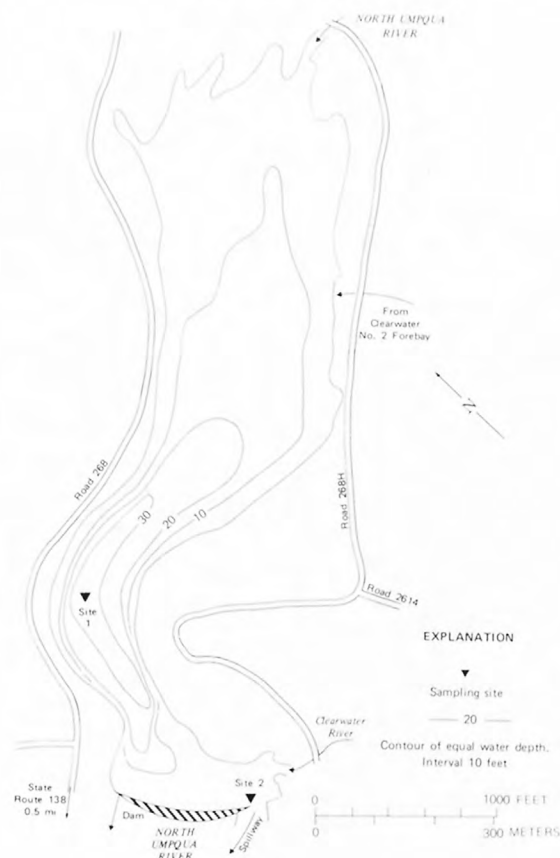 NORTH UMPQUA
RIVER
From
Clearwater
No. 2 Forebay
N
Road 268
Road 268H
30
20
10
Site
1
Road 2614
EXPLANATION
Sampling site
20
Contour of equal water depth.
Interval 10 feet
Clearwater
River
State
Route 138
0.5 mi
Site 2
Dam
NORTH
UMPQUA
RIVER
Spillway
0 1000 FEET
0 300 METERS